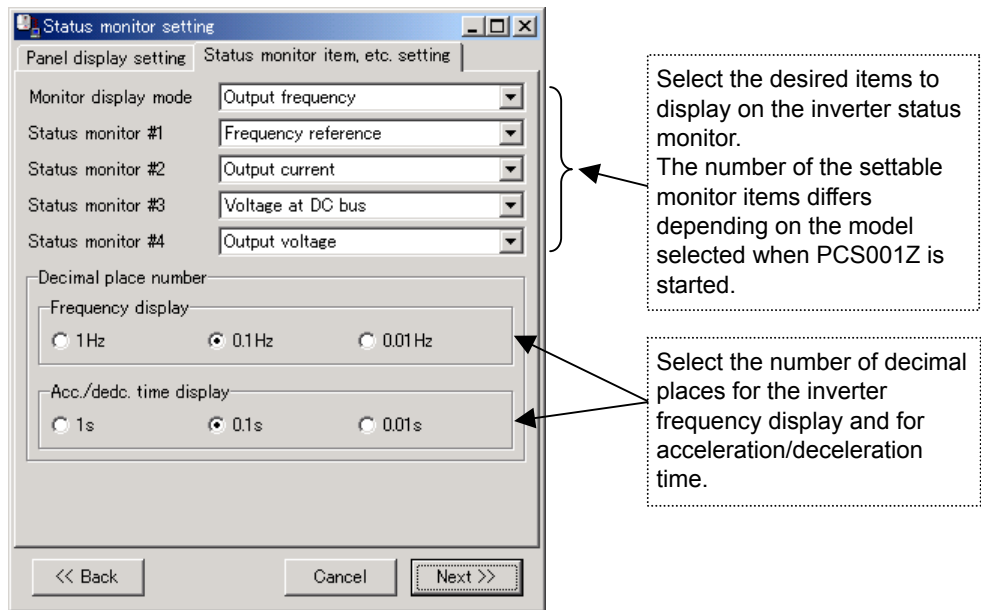 Status monitor setting
Panel display setting
Status monitor item, etc. setting
Monitor display mode
Output frequency
Status monitor #1
Frequency reference
Status monitor #2
Output current
Status monitor #3
Voltage at DC bus
Status monitor #4
Output voltage
Decimal place number
Frequency display
1Hz
0.1Hz
0.01Hz
Acc./dedc. time display
1s
0.1s
0.01s
<< Back
Cancel
Next >>
Select the desired items to
display on the inverter status
monitor.
The number of the settable
monitor items differs
depending on the model
selected when PCS001Z is
started.
Select the number of decimal
places for the inverter
frequency display and for
acceleration/deceleration
time.